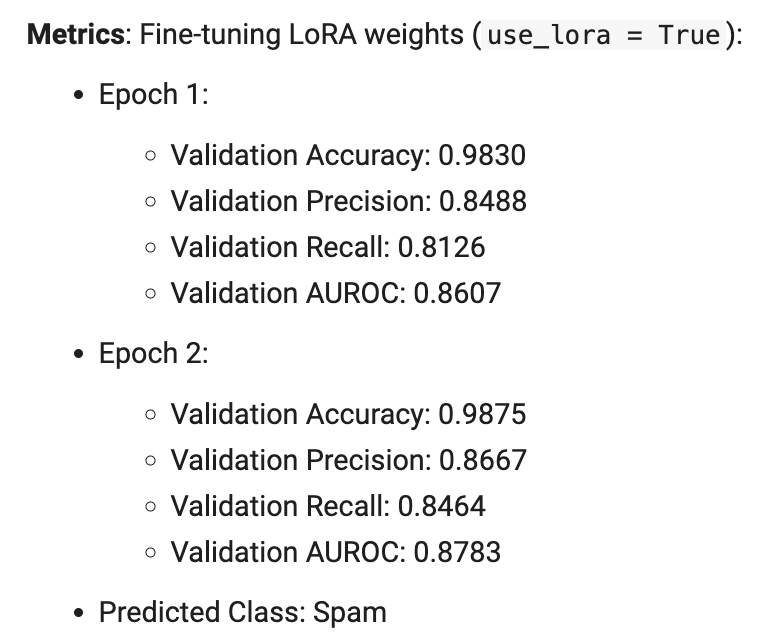 Metrics: Fine-tuning LoRA weights (use_lora = True):
• Epoch 1:
○ Validation Accuracy: 0.9830
○ Validation Precision: 0.8488
○ Validation Recall: 0.8126
○ Validation AUROC: 0.8607
• Epoch 2:
○ Validation Accuracy: 0.9875
○ Validation Precision: 0.8667
○ Validation Recall: 0.8464
○ Validation AUROC: 0.8783
• Predicted Class: Spam